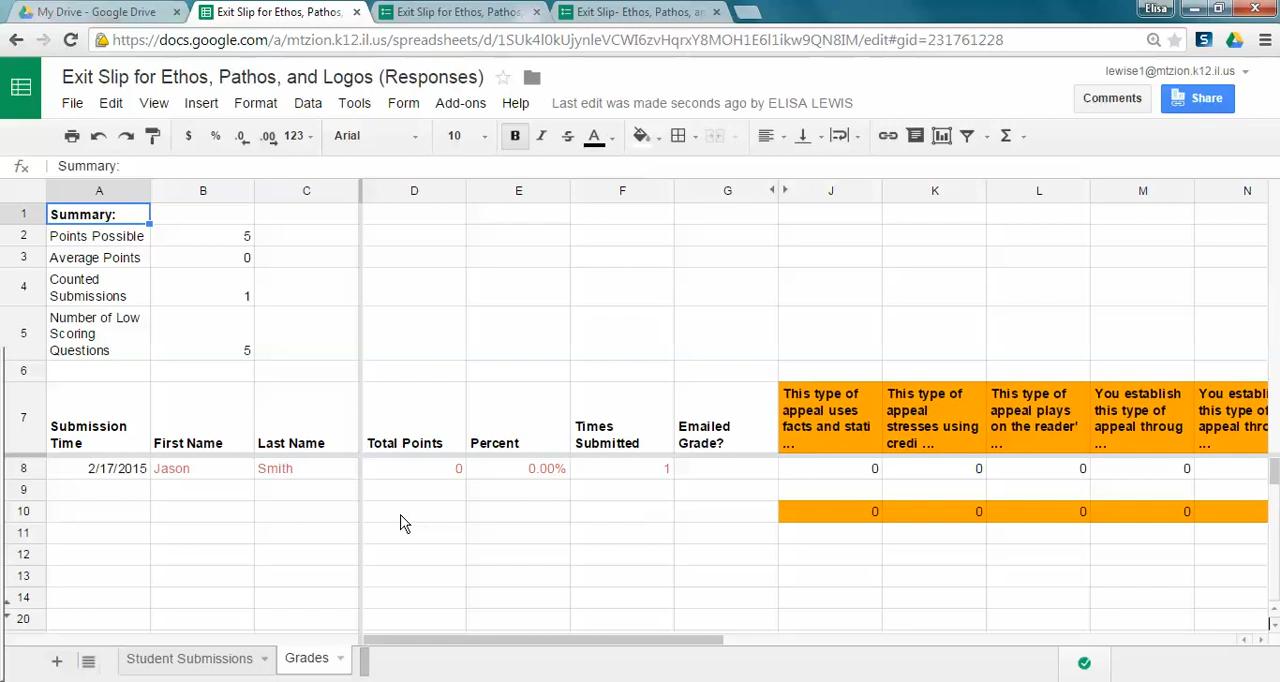 My Drive - Google Drive
Exit Slip for Ethos, Pathos,
Exit Slip for Ethos, Pathos,
Exit Slip- Ethos, Pathos, a
Elisa
https://docs.google.com/a/mtzion.k12.il.us/spreadsheets/d/1SUk4l0kUjynleVCWI6zvHqrxY8MOH1E6I1ikw9QN8IM/edit#gid=231761228
Exit Slip for Ethos, Pathos, and Logos (Responses)
lewise1@mtzion.k12.il.us
File Edit View Insert Format Data Tools Form Add-ons Help Last edit was made seconds ago by ELISA LEWIS
Comments
Share
$ % .0 .00 123 Arial 10 B I S A Σ
fx Summary:
A B C D E F G J K L M N
1 Summary:
2 Points Possible 5
3 Average Points 0
4 Counted
Submissions 1
5 Number of Low
Scoring
Questions 5
6
7 Submission
Time
First Name
Last Name
Total Points
Percent
Times
Submitted
Emailed
Grade?
This type of
appeal uses
facts and stati
...
This type of
appeal
stresses using
credi ...
This type of
appeal plays
on the reader'
...
You establish
this type of
appeal throug
...
You establ
this type of
appeal thro
...
8 2/17/2015 Jason Smith 0 0.00% 1 0 0 0 0
9
10 0 0 0 0
11
12
13
14
20
Student Submissions
Grades